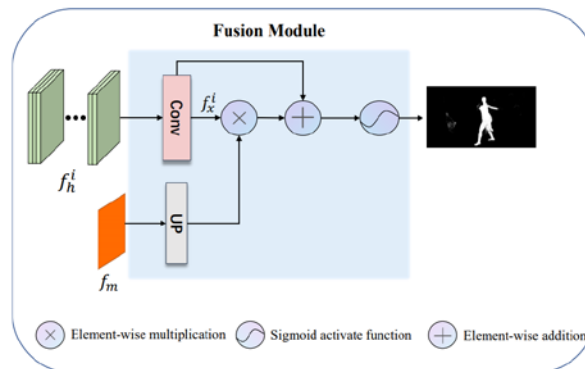 Fusion Module
Conv
f_x^i
f_h^i
UP
f_m
Element-wise multiplication
Sigmoid activate function
Element-wise addition